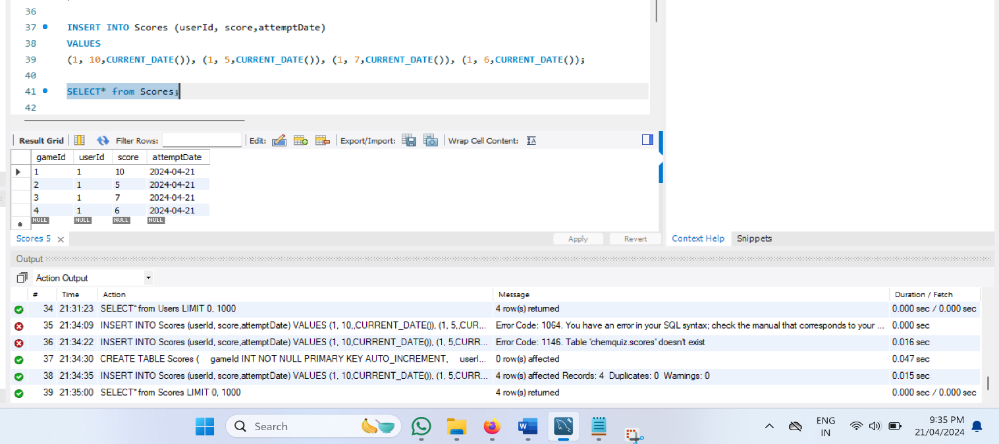 36
37 INSERT INTO Scores (userId, score,attemptDate)
38 VALUES
39 (1, 10,CURRENT_DATE()), (1, 5,CURRENT_DATE()), (1, 7,CURRENT_DATE()), (1, 6,CURRENT_DATE());
40
41 SELECT* from Scores;
42
Result Grid Filter Rows: Edit: Export/Import: Wrap Cell Content:
gameId userId score attemptDate
1 1 10 2024-04-21
2 1 5 2024-04-21
3 1 7 2024-04-21
4 1 6 2024-04-21
NULL NULL NULL NULL
Scores 5 Apply Revert Context Help Snippets
Output
Action Output
# Time Action Message Duration / Fetch
34 21:31:23 SELECT* from Users LIMIT 0, 1000 4 row(s) returned 0.000 sec / 0.000 sec
35 21:34:09 INSERT INTO Scores (userId, score,attemptDate) VALUES (1, 10,,CURRENT_DATE()), (1, 5,,CUR... Error Code: 1064. You have an error in your SQL syntax; check the manual that corresponds to your ... 0.000 sec
36 21:34:22 INSERT INTO Scores (userId, score,attemptDate) VALUES (1, 10,CURRENT_DATE()), (1, 5,CURR... Error Code: 1146. Table 'chemquiz.scores' doesn't exist 0.016 sec
37 21:34:30 CREATE TABLE Scores ( gameId INT NOT NULL PRIMARY KEY AUTO_INCREMENT, userI... 0 row(s) affected 0.047 sec
38 21:34:35 INSERT INTO Scores (userId, score,attemptDate) VALUES (1, 10,CURRENT_DATE()), (1, 5,CURR... 4 row(s) affected Records: 4 Duplicates: 0 Warnings: 0 0.015 sec
39 21:35:00 SELECT* from Scores LIMIT 0, 1000 4 row(s) returned 0.000 sec / 0.000 sec
Search
ENG
IN
9:35 PM
21/04/2024